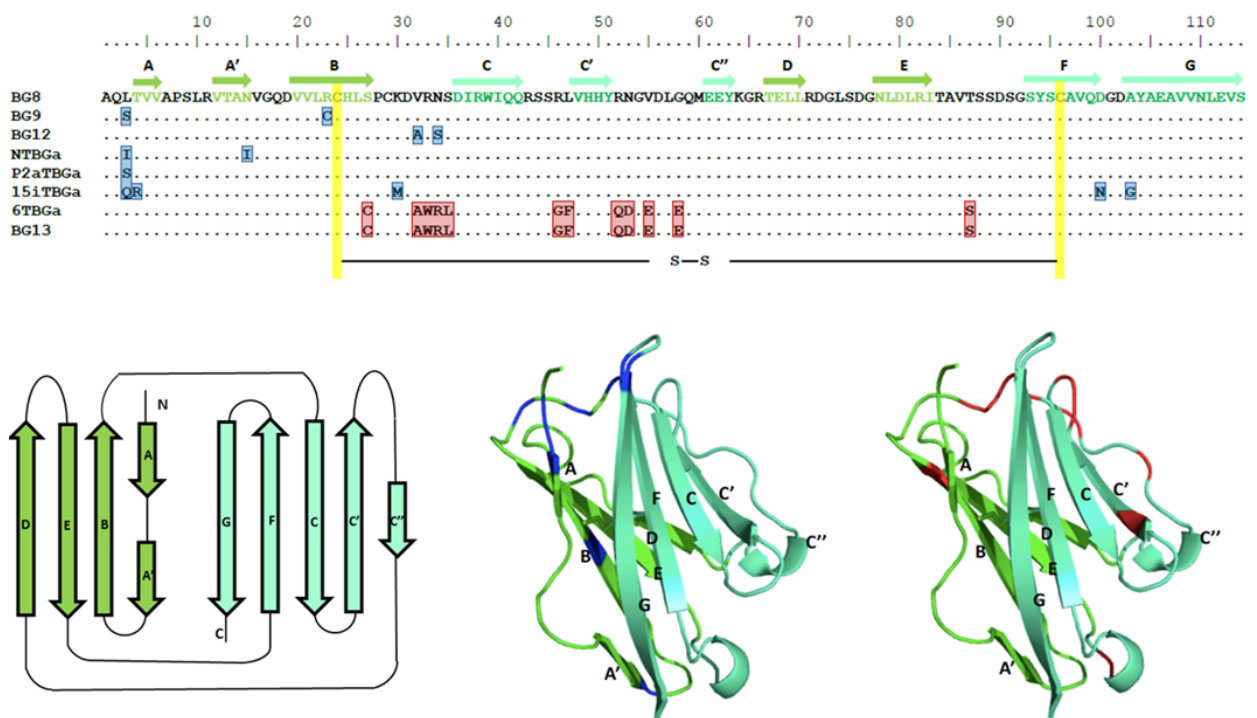 10 20 30 40 50 60 70 80 90 100 110
A A' B C C' C'' D E F G
BG8 AQLTVVAPSLRVTANVGQDVVLRCHLSPCKDVRNSDIRWIQQRSSRLVHHYRNGVDLGQMEEYKGRTELLRDGLSDGNLDLRITAVTSSDSGSYSCAVQDGDAYAEAVVNLEVS
BG9 ..S...................C...........................................................................................
BG12 ...............................A.S................................................................................
NTBGa ..I...........I...................................................................................................
P2aTBGa ..S...............................................................................................................
15iTBGa ..QR.........................M.....................................................................N..G...........
6TBGa ..........................C....AWRL..........GF....QD.E..E............................S...........................
BG13 ..........................C....AWRL..........GF....QD.E..E............................S...........................
S—S
N
D E B A A' G F C C' C''
C
A B F C C' D E G A' C''
A B F C C' D E G A' C''